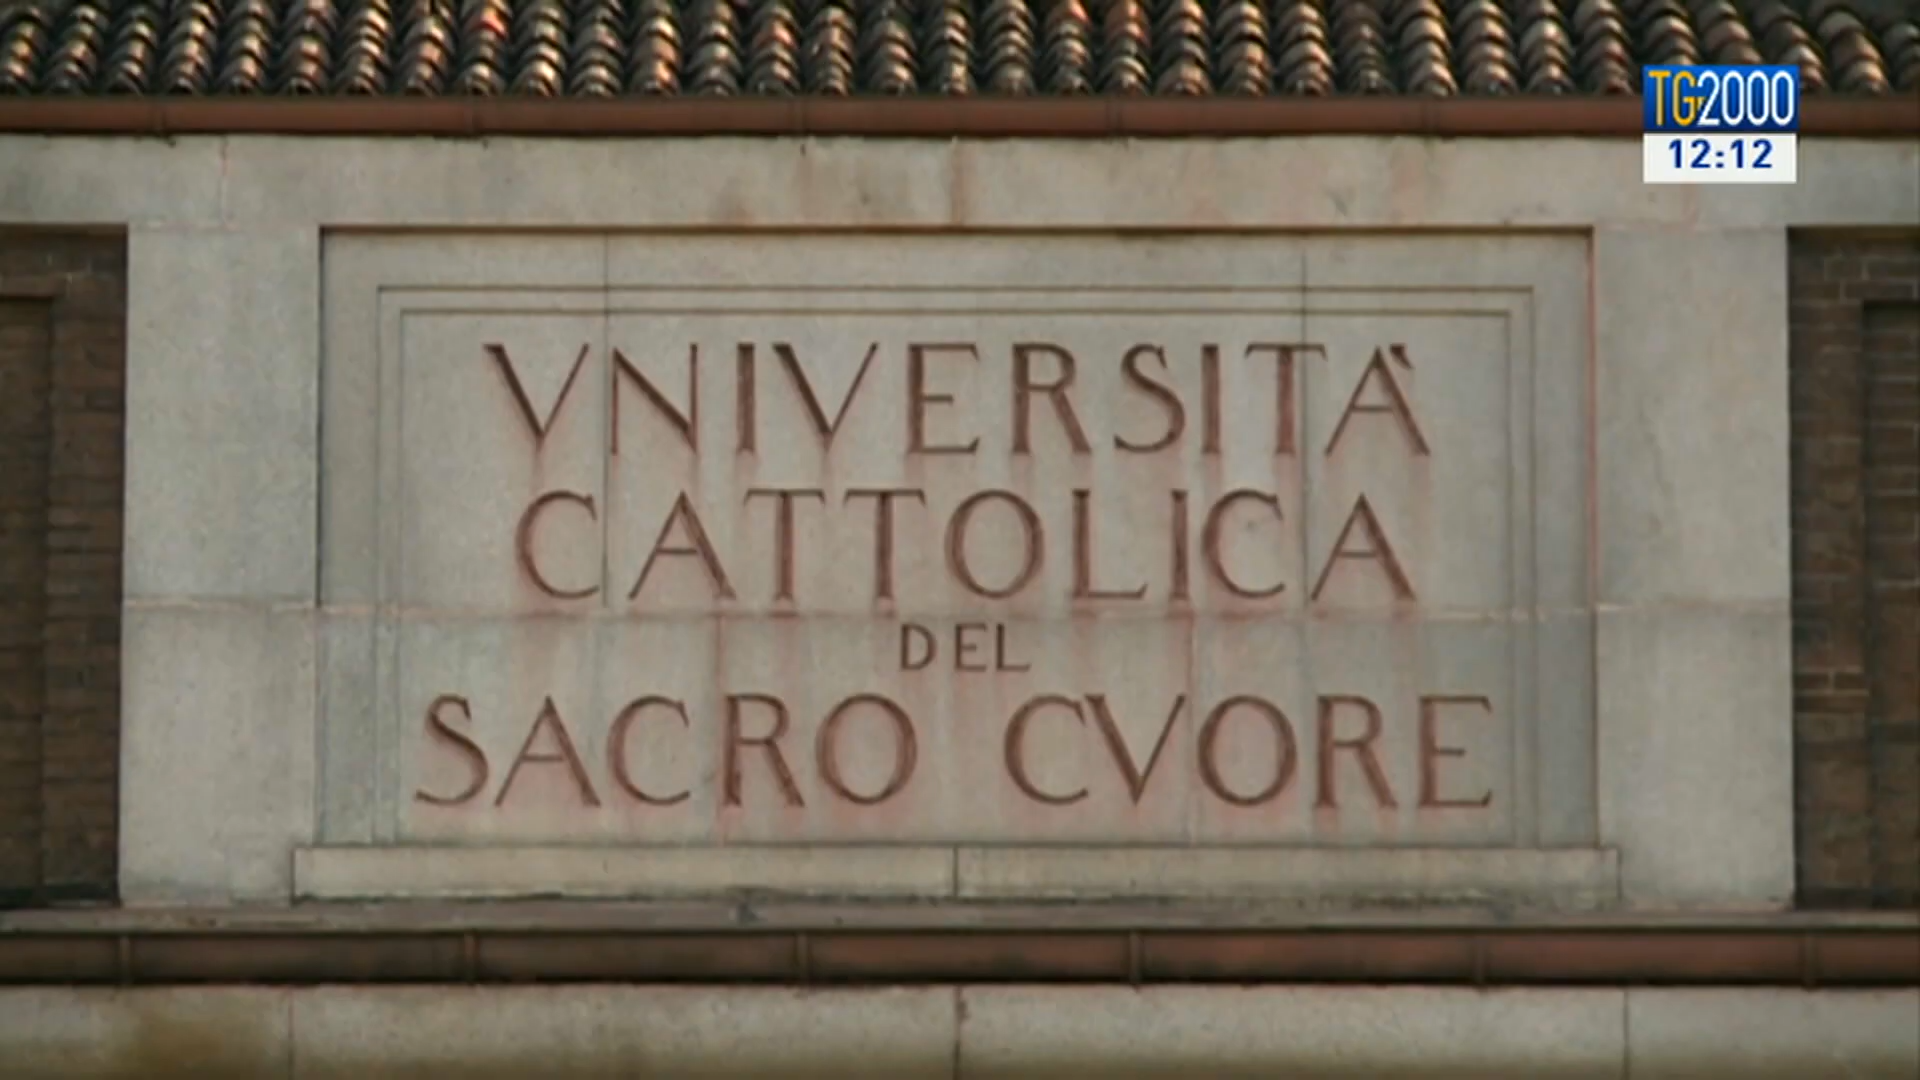 TG2000
12:12
VNIVERSITÀ
CATTOLICA
DEL
SACRO CVORE